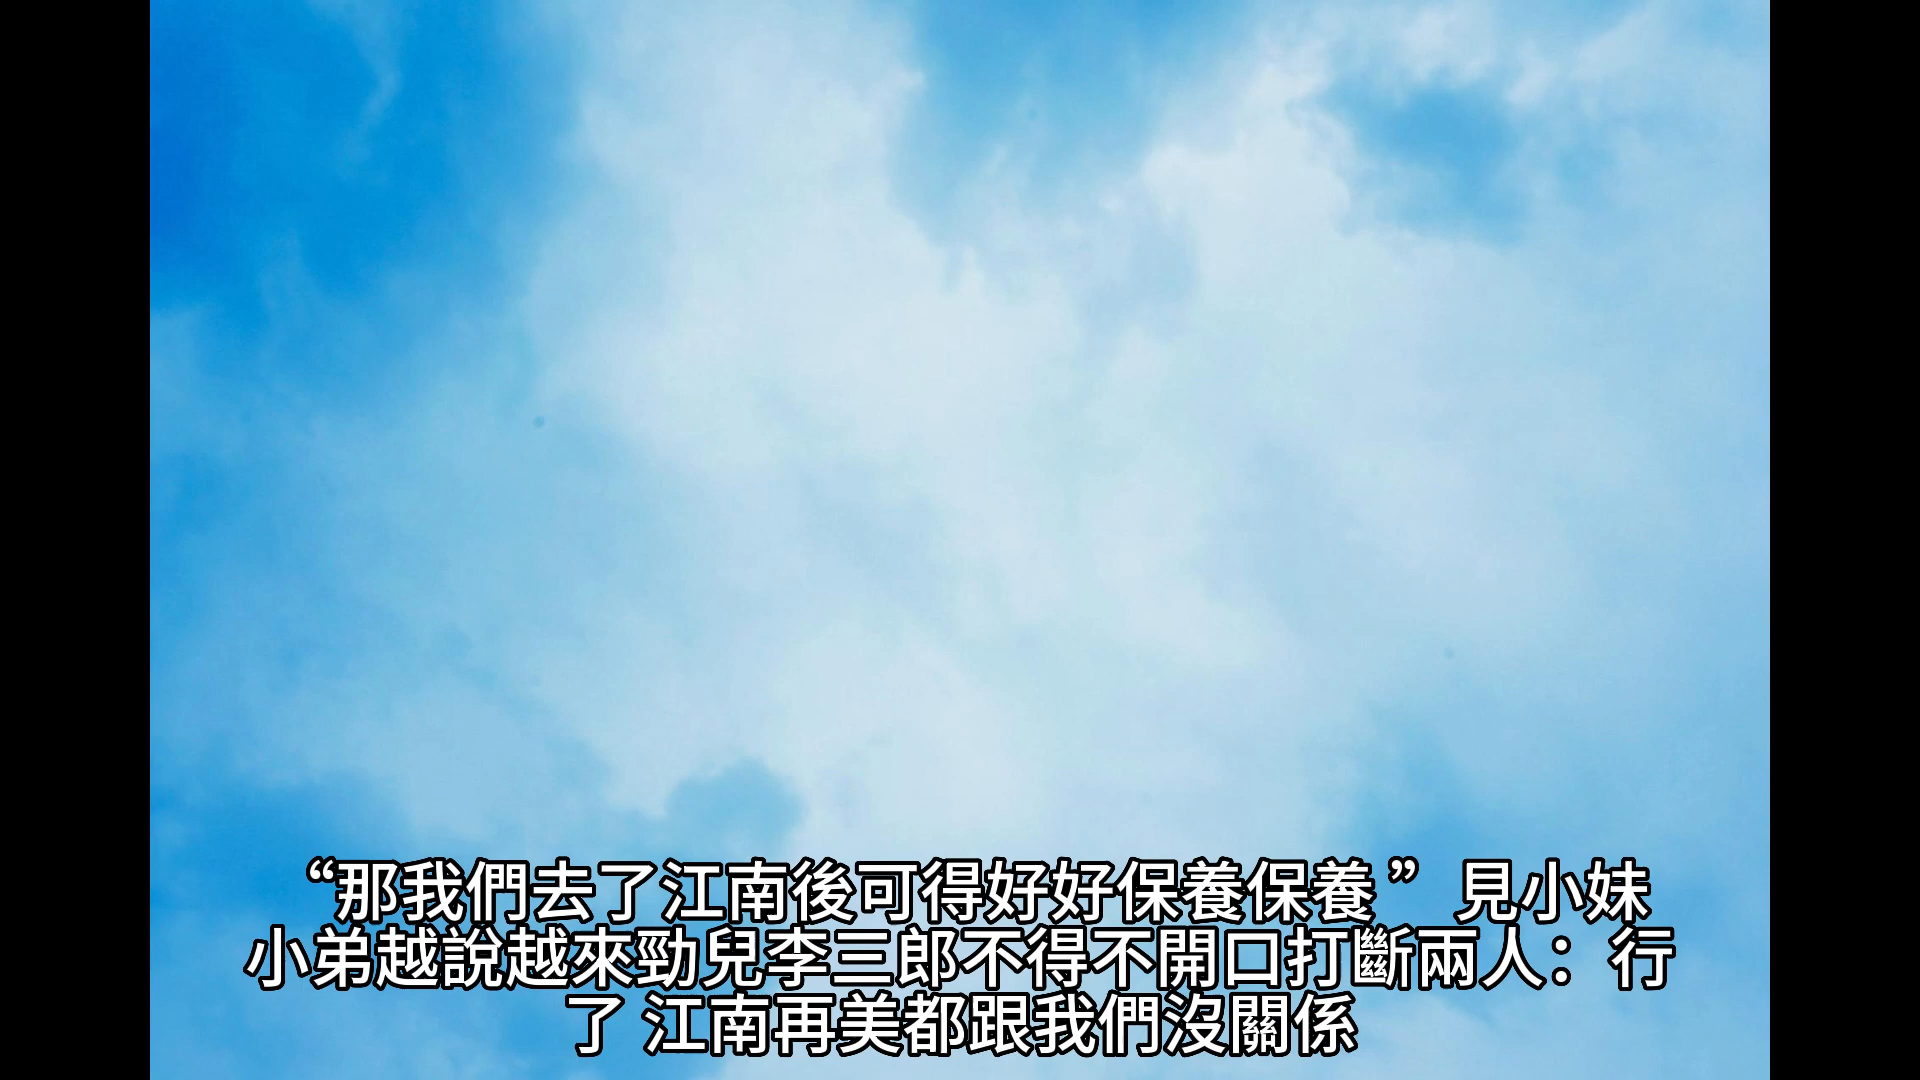 “那我們去了江南後可得好好保養保養” 見小妹
小弟越說越來勁兒李三郎不得不開口打斷兩人：行
了 江南再美都跟我們沒關係